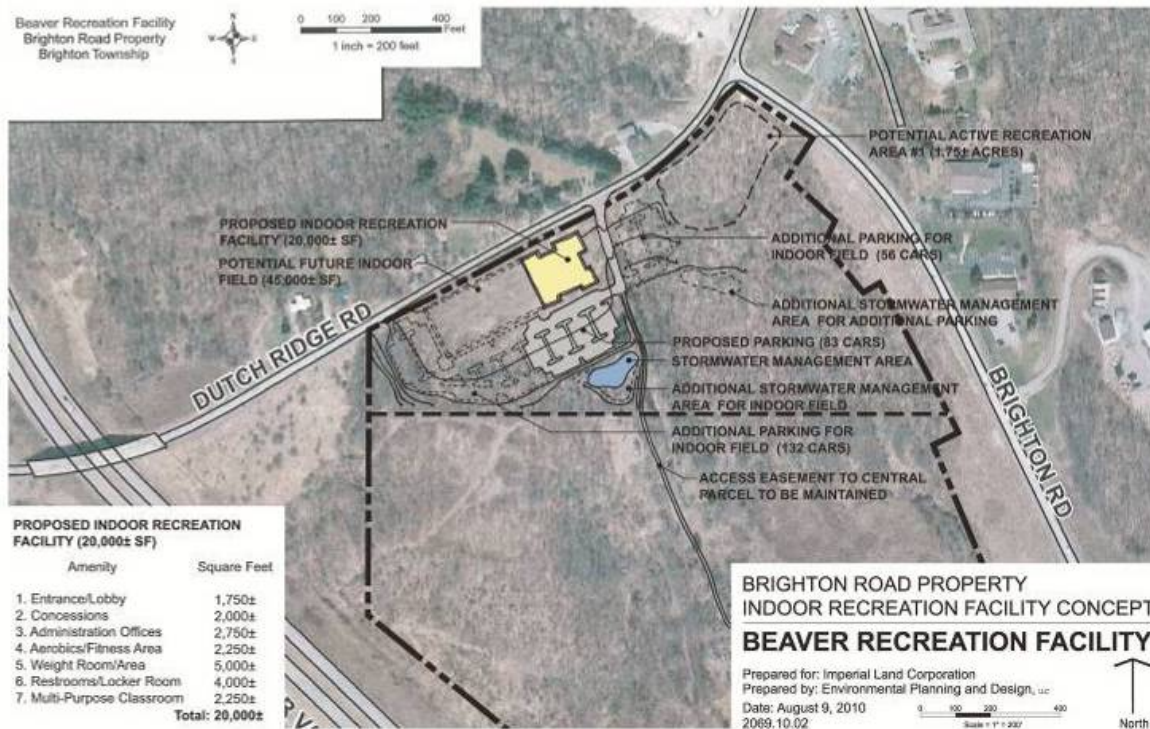 Beaver Recreation Facility
Brighton Road Property
Brighton Township
N
W
E
S
0 100 200 400
Feet
1 inch = 200 feet
POTENTIAL ACTIVE RECREATION
AREA #1 (1.75± ACRES)
PROPOSED INDOOR RECREATION
FACILITY (20,000± SF)
POTENTIAL FUTURE INDOOR
FIELD (45,000± SF)
ADDITIONAL PARKING FOR
INDOOR FIELD (56 CARS)
ADDITIONAL STORMWATER MANAGEMENT
AREA FOR ADDITIONAL PARKING
PROPOSED PARKING (83 CARS)
STORMWATER MANAGEMENT AREA
ADDITIONAL STORMWATER MANAGEMENT
AREA FOR INDOOR FIELD
ADDITIONAL PARKING FOR
INDOOR FIELD (132 CARS)
ACCESS EASEMENT TO CENTRAL
PARCEL TO BE MAINTAINED
DUTCH RIDGE RD
BRIGHTON RD
PROPOSED INDOOR RECREATION
FACILITY (20,000± SF)
Amenity Square Feet
1. Entrance/Lobby 1,750±
2. Concessions 2,000±
3. Administration Offices 2,750±
4. Aerobics/Fitness Area 2,250±
5. Weight Room/Area 5,000±
6. Restrooms/Locker Room 4,000±
7. Multi-Purpose Classroom 2,250±
Total: 20,000±
BRIGHTON ROAD PROPERTY
INDOOR RECREATION FACILITY CONCEPT
BEAVER RECREATION FACILITY
Prepared for: Imperial Land Corporation
Prepared by: Environmental Planning and Design, LLC
Date: August 9, 2010
2069.10.02
0 100 200 400
Scale = 1" = 200'
North